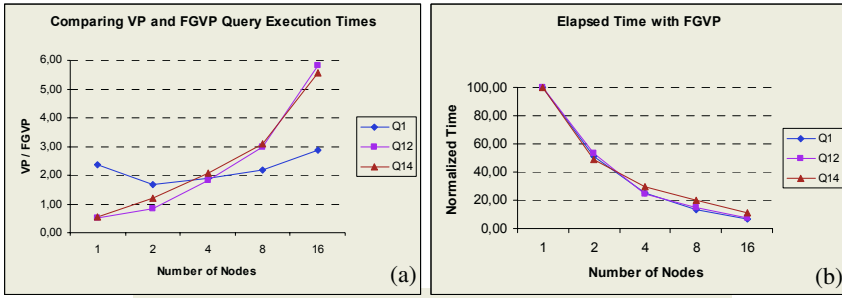 Comparing VP and FGVP Query Execution Times
VP / FGVP
6,00
5,00
4,00
3,00
2,00
1,00
0,00
1 2 4 8 16
Number of Nodes
Q1
Q12
Q14
(a)
Elapsed Time with FGVP
Normalized Time
100,00
80,00
60,00
40,00
20,00
0,00
1 2 4 8 16
Number of Nodes
Q1
Q12
Q14
(b)